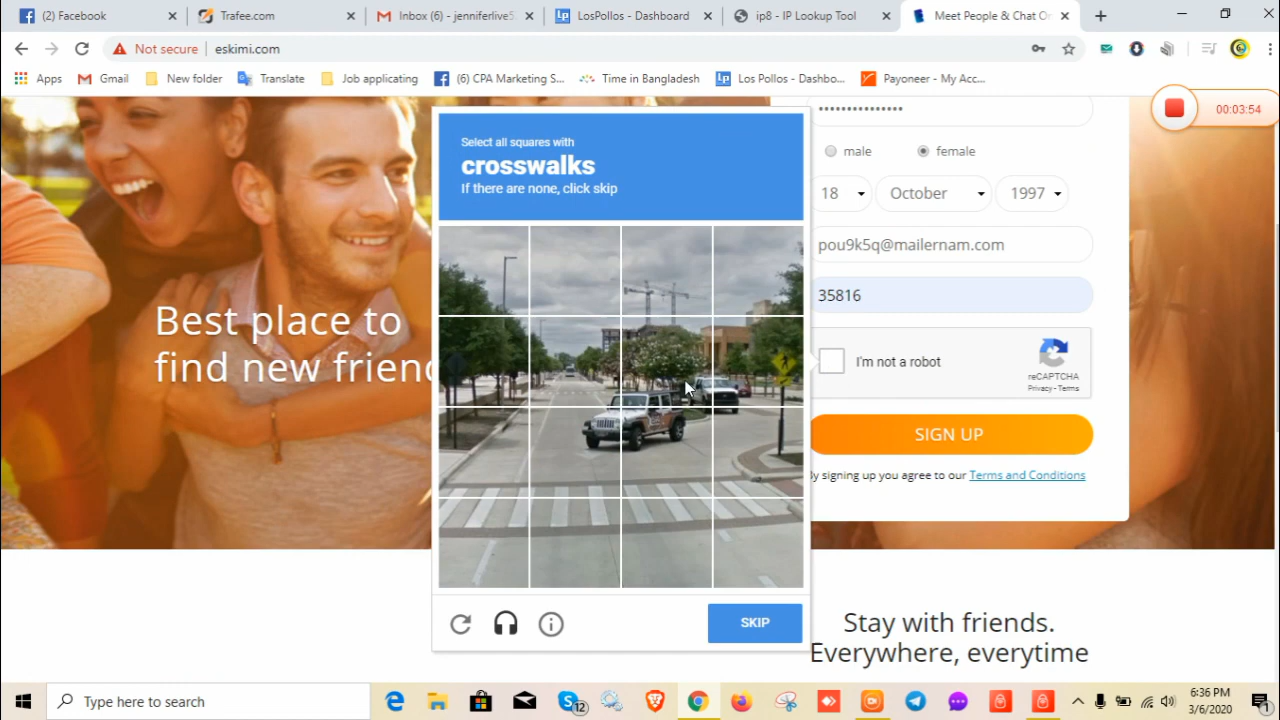 (2) Facebook
Trafee.com
Inbox (6) - jenniferlive5
LosPollos - Dashboard
ip8 - IP Lookup Tool
Meet People & Chat On
Not secure
eskimi.com
Apps
Gmail
New folder
Translate
Job applicating
(6) CPA Marketing S...
Time in Bangladesh
Los Pollos - Dashbo...
Payoneer - My Acc...
00:03:54
Best place to
find new friend
Select all squares with
crosswalks
If there are none, click skip
SKIP
male
female
18
October
1997
pou9k5q@mailernam.com
35816
I'm not a robot
reCAPTCHA
Privacy - Terms
SIGN UP
By signing up you agree to our Terms and Conditions
Stay with friends.
Everywhere, everytime
Type here to search
12
6:36 PM
3/6/2020
1